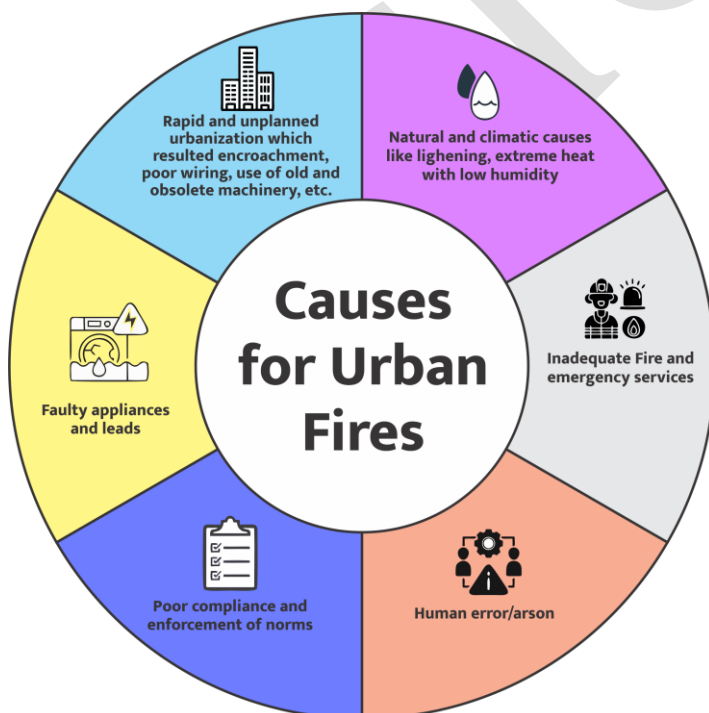 Causes
for Urban
Fires
Rapid and unplanned
urbanization which
resulted encroachment,
poor wiring, use of old and
obsolete machinery, etc.
Natural and climatic causes
like lighening, extreme heat
with low humidity
Inadequate Fire and
emergency services
Human error/arson
Poor compliance and
enforcement of norms
Faulty appliances
and leads